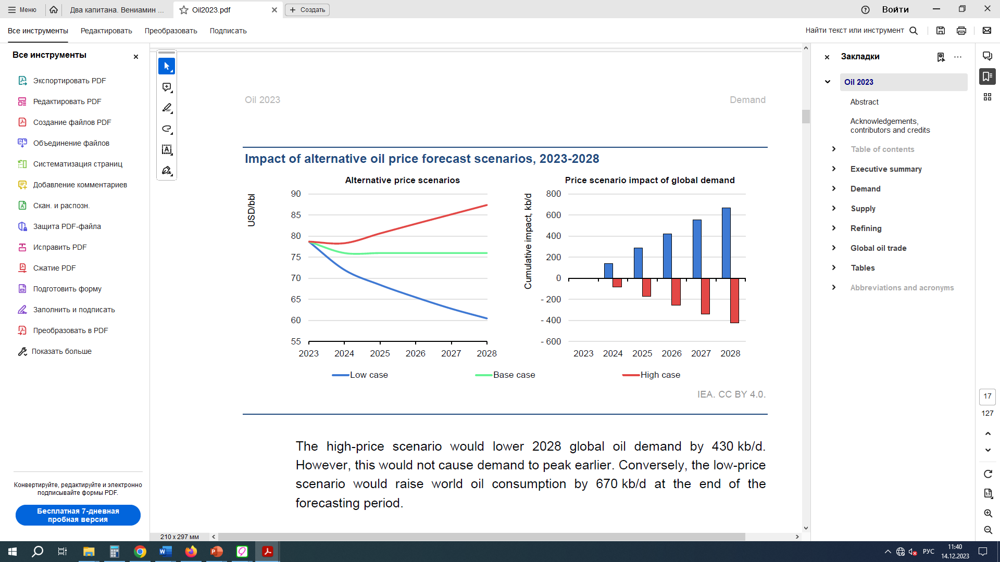 Меню
Два капитана. Вениамин ...
Oil2023.pdf
Создать
Войти
Все инструменты
Редактировать
Преобразовать
Подписать
Найти текст или инструмент
Все инструменты
Экспортировать PDF
Редактировать PDF
Создание файлов PDF
Объединение файлов
Систематизация страниц
Добавление комментариев
Скан. и распозн.
Защита PDF-файла
Исправить PDF
Сжатие PDF
Подготовить форму
Заполнить и подписать
Преобразовать в PDF
Показать больше
Конвертируйте, редактируйте и электронно
подписывайте формы PDF.
Бесплатная 7-дневная
пробная версия
Oil 2023
Demand
Impact of alternative oil price forecast scenarios, 2023-2028
Alternative price scenarios
USD/bbl
90
85
80
75
70
65
60
55
2023 2024 2025 2026 2027 2028
Price scenario impact of global demand
Cumulative impact, kb/d
800
600
400
200
0
- 200
- 400
- 600
2023 2024 2025 2026 2027 2028
Low case
Base case
High case
IEA. CC BY 4.0.
The high-price scenario would lower 2028 global oil demand by 430 kb/d.
However, this would not cause demand to peak earlier. Conversely, the low-price
scenario would raise world oil consumption by 670 kb/d at the end of the
forecasting period.
210 x 297 мм
Закладки
Oil 2023
Abstract
Acknowledgements,
contributors and credits
Table of contents
Executive summary
Demand
Supply
Refining
Global oil trade
Tables
Abbreviations and acronyms
17
127
1:1
РУС
11:40
14.12.2023